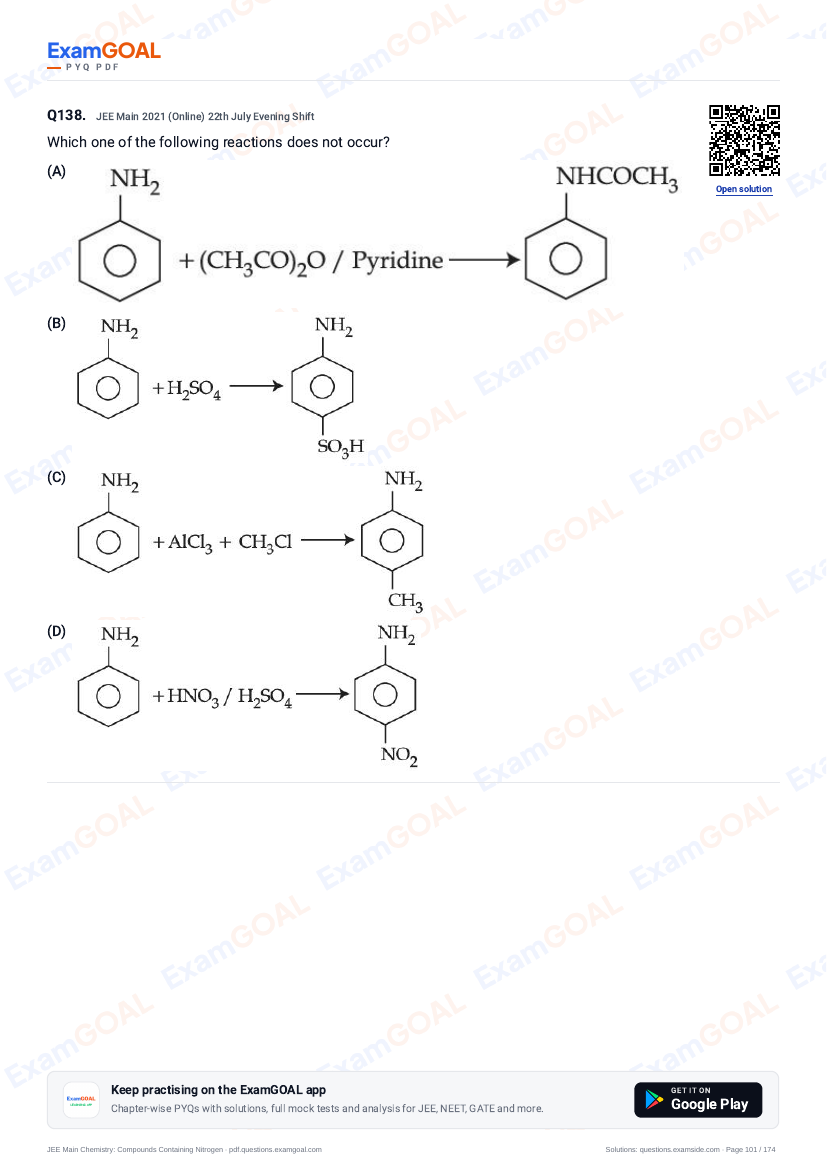 ExamGOAL
PYQ PDF
Q138. JEE Main 2021 (Online) 22th July Evening Shift
Which one of the following reactions does not occur?
Open solution
(A)
NH2
+ (CH3CO)2O / Pyridine
NHCOCH3
(B)
NH2
+ H2SO4
NH2
SO3H
(C)
NH2
+ AlCl3 + CH3Cl
NH2
CH3
(D)
NH2
+ HNO3 / H2SO4
NH2
NO2
ExamGOAL
Keep practising on the ExamGOAL app
Chapter-wise PYQs with solutions, full mock tests and analysis for JEE, NEET, GATE and more.
GET IT ON
Google Play
JEE Main Chemistry: Compounds Containing Nitrogen · pdf.questions.examgoal.com
Solutions: questions.examside.com · Page 101 / 174